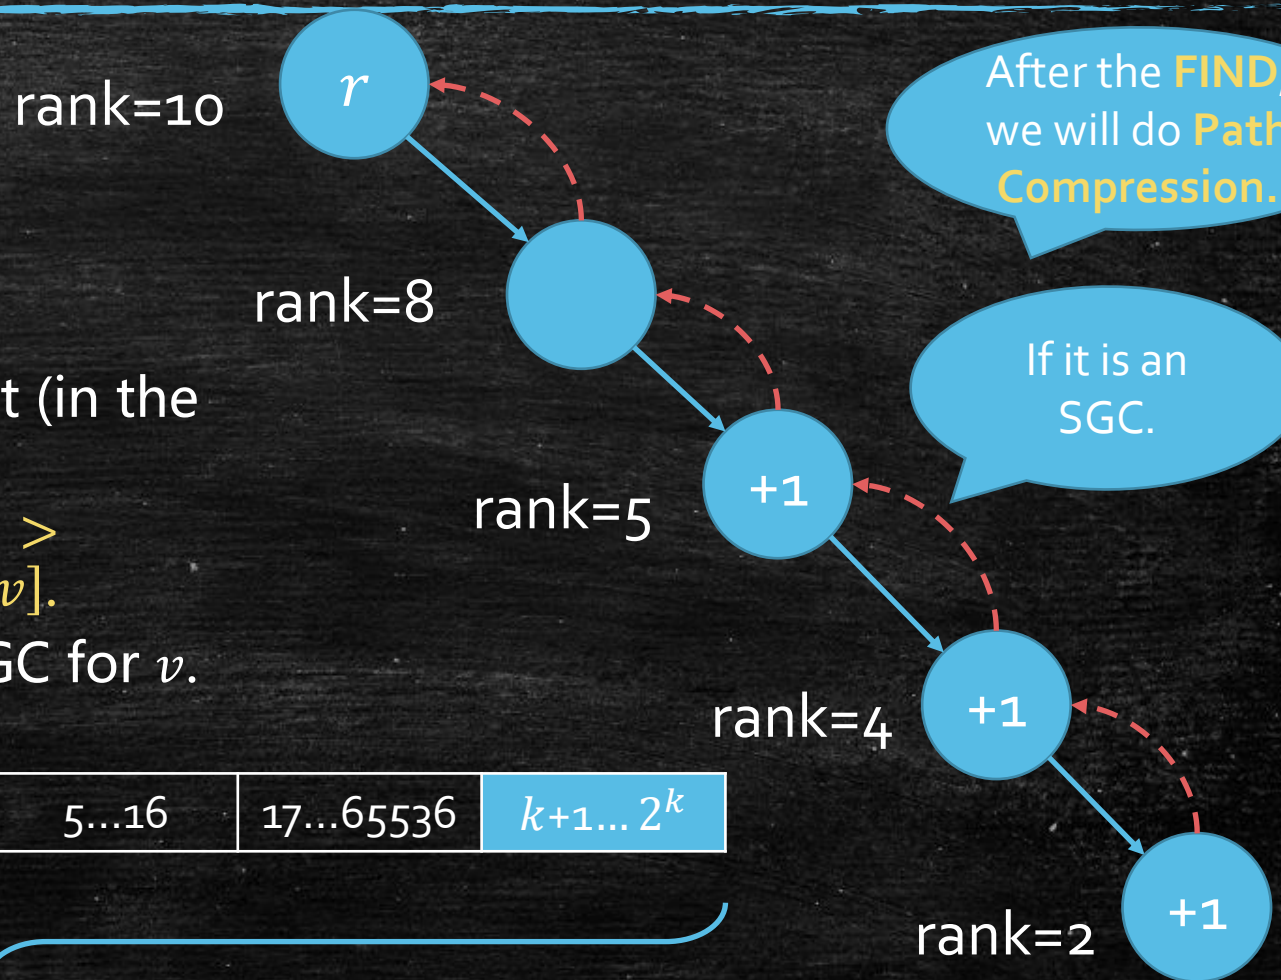 After the FIND,
we will do Path
Compression.
r
rank=10
rank=8
If it is an
SGC.
t (in the
+1
rank=5
>
v].
GC for v.
+1
rank=4
5...16
17...65536
k+1... 2ᵏ
+1
rank=2